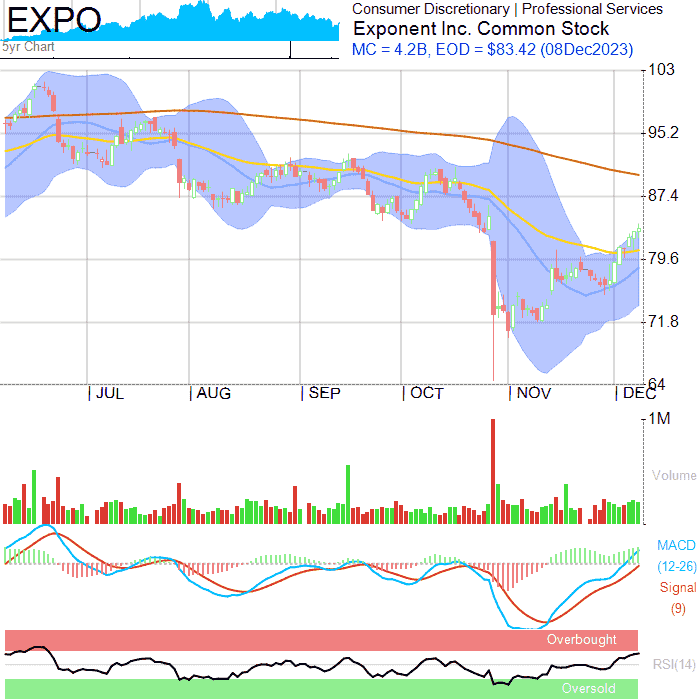 EXPO
5yr Chart
Consumer Discretionary | Professional Services
Exponent Inc. Common Stock
MC = 4.2B, EOD = $83.42 (08Dec2023)
103
95.2
87.4
79.6
71.8
64
JUL
AUG
SEP
OCT
NOV
DEC
1M
Volume
MACD
(12-26)
Signal
(9)
Overbought
RSI(14)
Oversold